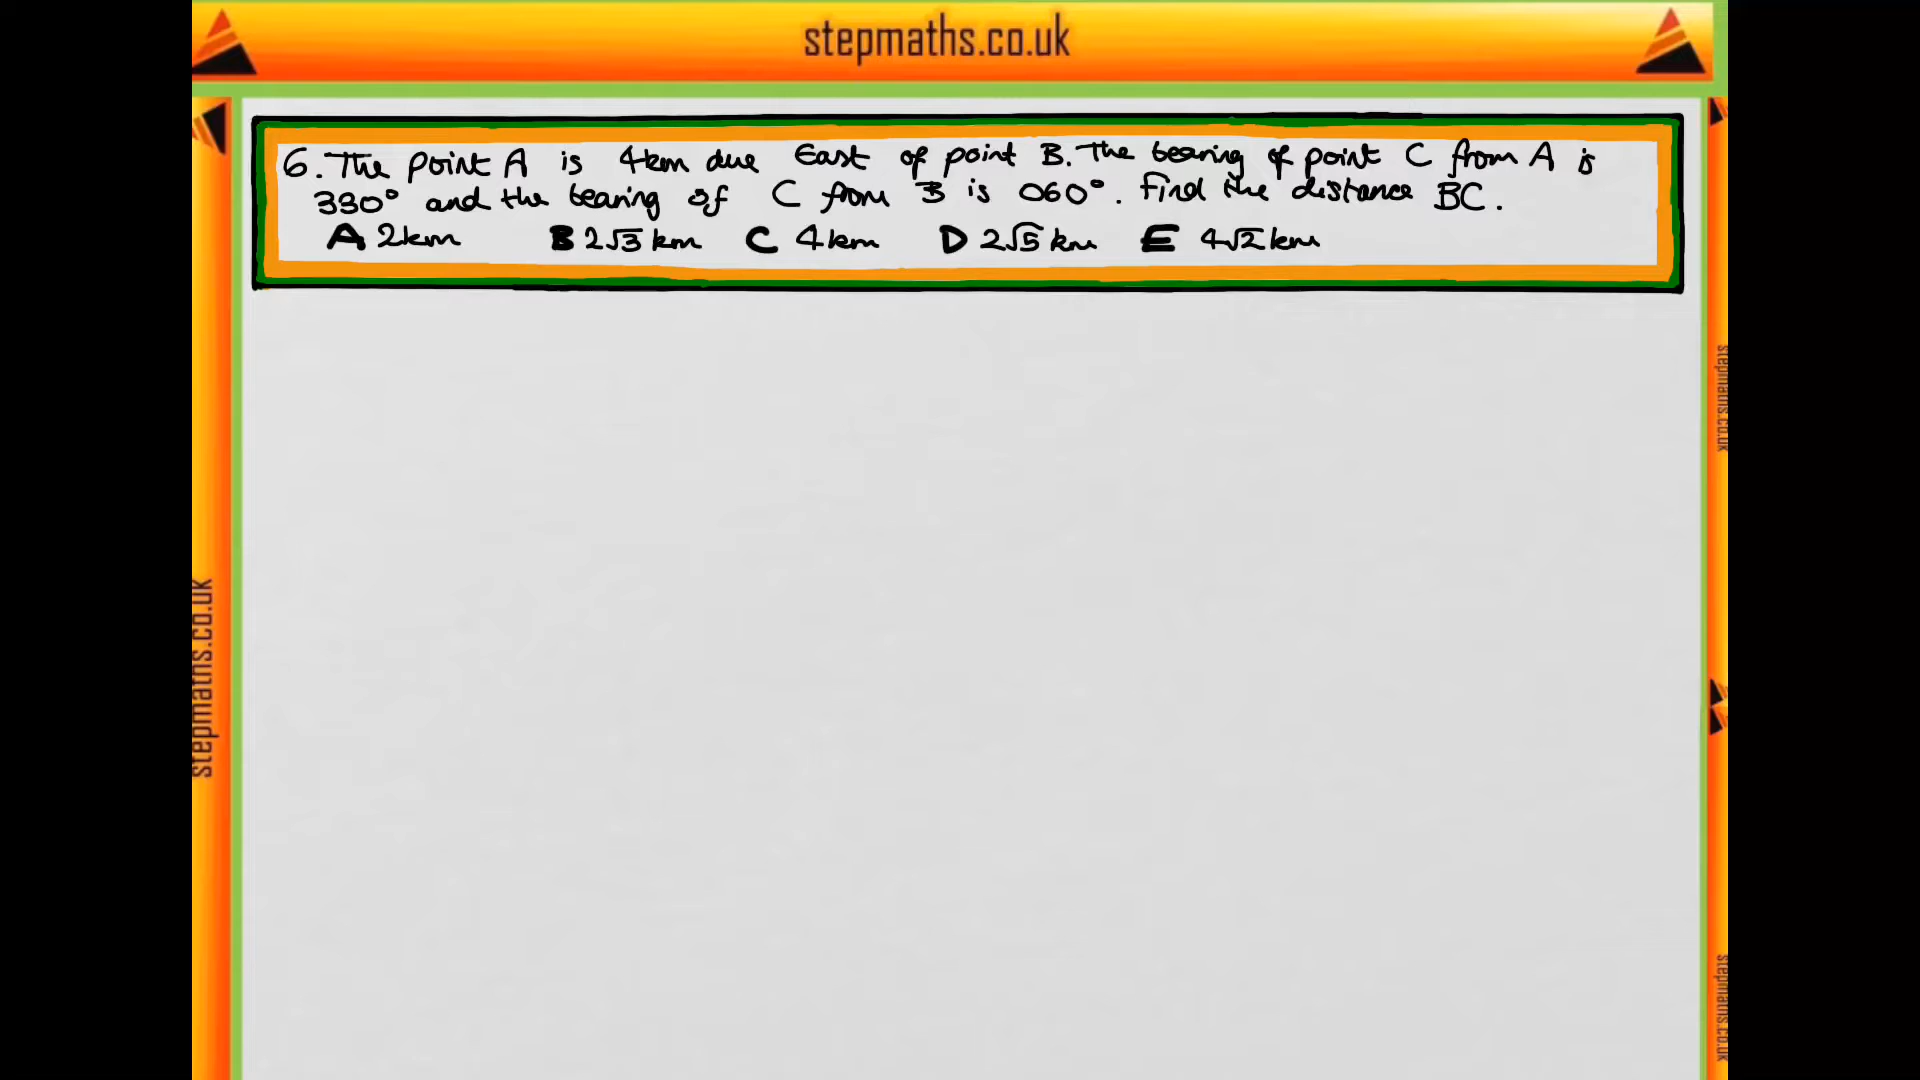 stepmaths.co.uk
6. The point A is 4km due East of point B. The bearing of point C from A is
330° and the bearing of C from B is 060°. Find the distance BC.
A 2km B 2√3 km C 4km D 2√5 km E 4√2 km
stepmaths.co.uk
stepmaths.co.uk
stepmaths.co.uk